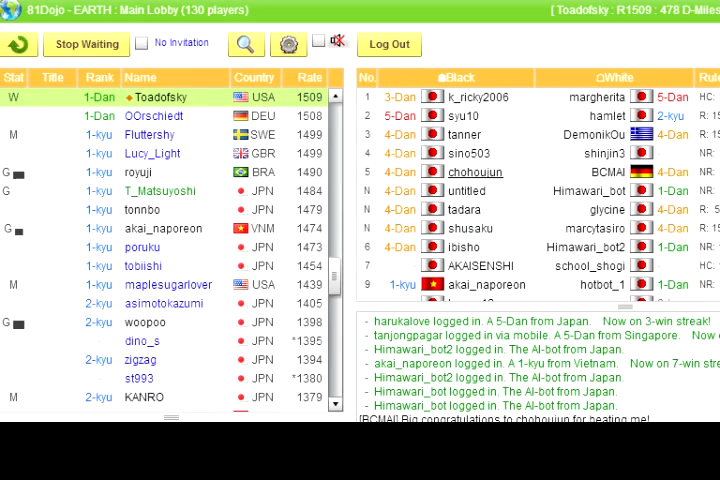 81Dojo - EARTH : Main Lobby (130 players) [ Toadofsky : R1509 : 478 D-Miles
Stop Waiting No Invitation Log Out
Stat Title Rank Name Country Rate
W 1-Dan Toadofsky USA 1509
1-Dan OOrschiedt DEU 1508
M 1-kyu Fluttershy SWE 1499
1-kyu Lucy_Light GBR 1499
G 1-kyu royuji BRA 1490
G 1-kyu T_Matsuyoshi JPN 1484
1-kyu tonnbo JPN 1479
G 1-kyu akai_naporeon VNM 1474
1-kyu poruku JPN 1473
1-kyu tobiishi JPN 1454
M 1-kyu maplesugarlover USA 1439
2-kyu asimotokazumi JPN 1405
G 2-kyu woopoo JPN 1398
- dino_s JPN *1395
2-kyu zigzag JPN 1394
- st993 JPN *1380
M 2-kyu KANRO JPN 1379
No. Black White Rul
1 3-Dan k_ricky2006 margherita 5-Dan HC:
2 5-Dan syu10 hamlet 2-kyu R: 15
3 4-Dan tanner DemonikOu 4-Dan NR:
4 4-Dan sino503 shinjin3 NR:
5 4-Dan chohoujun BCMAI 4-Dan R: 15
N 4-Dan untitled Himawari_bot 1-Dan NR:
N 4-Dan tadara glycine 4-Dan R: 5
N 4-Dan shusaku marcytasiro 4-Dan R: 15
6 4-Dan ibisho Himawari_bot2 1-Dan NR:
7 AKAISENSHI school_shogi HC:
9 1-kyu akai_naporeon hotbot_1 1-Dan NR:
- harukalove logged in. A 5-Dan from Japan. Now on 3-win streak!
- tanjongpagar logged in via mobile. A 5-Dan from Singapore. Now
- Himawari_bot2 logged in. The AI-bot from Japan.
- akai_naporeon logged in. A 1-kyu from Vietnam. Now on 7-win stre
- Himawari_bot2 logged in. The AI-bot from Japan.
- Himawari_bot logged in. The AI-bot from Japan.
- Himawari_bot logged in. The AI-bot from Japan.
[BCMAI] Big congratulations to chohoujun for beating me!